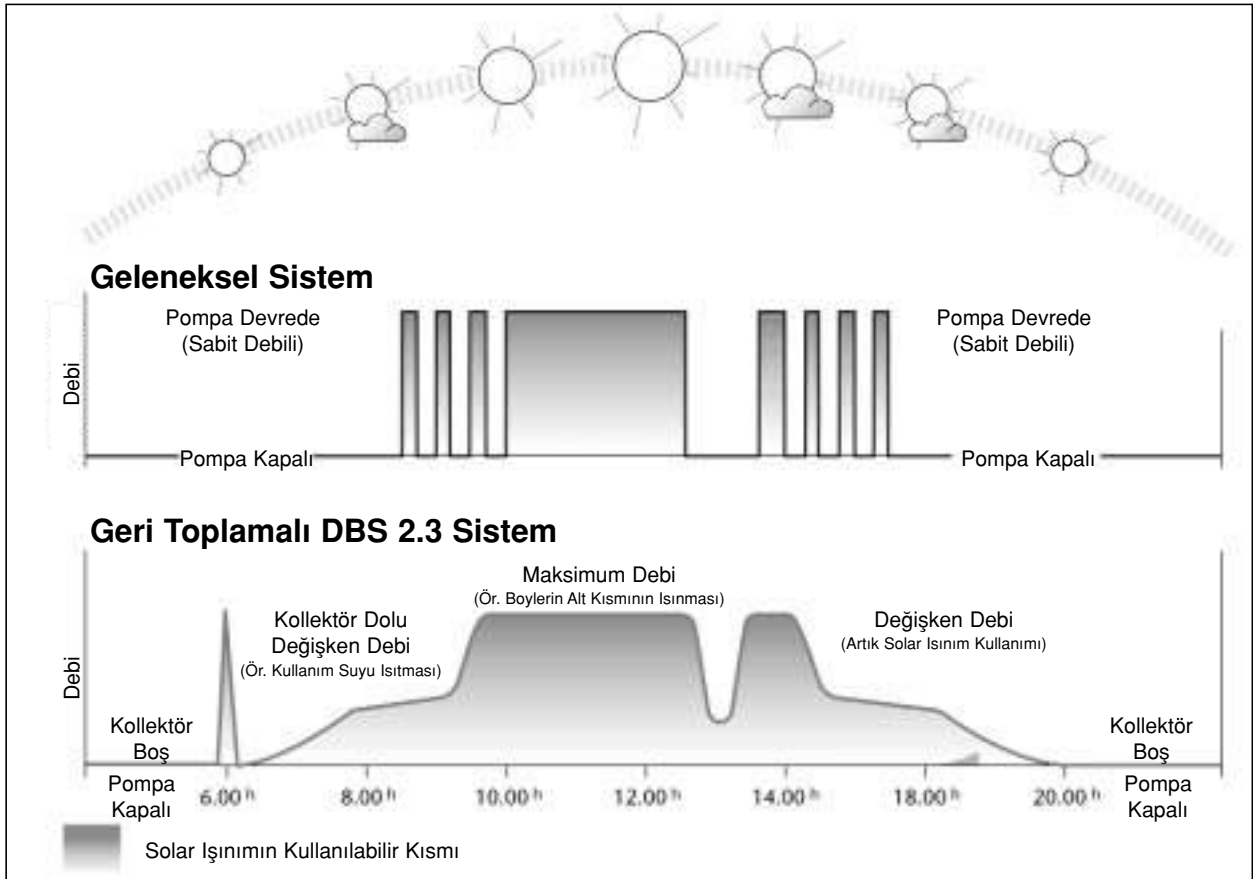 Geleneksel Sistem
Pompa Devrede
(Sabit Debili)
Pompa Devrede
(Sabit Debili)
Debi
Pompa Kapalı
Pompa Kapalı
Geri Toplamalı DBS 2.3 Sistem
Maksimum Debi
(Ör. Boylerin Alt Kısmının Isınması)
Kollektör Dolu
Değişken Debi
(Ör. Kullanım Suyu Isıtması)
Değişken Debi
(Artık Solar Isınım Kullanımı)
Debi
Kollektör
Boş
Kollektör
Boş
Pompa
Kapalı
6.00 h 8.00 h 10.00 h 12.00 h 14.00 h 18.00 h 20.00 h
Pompa
Kapalı
Solar Işınımın Kullanılabilir Kısmı